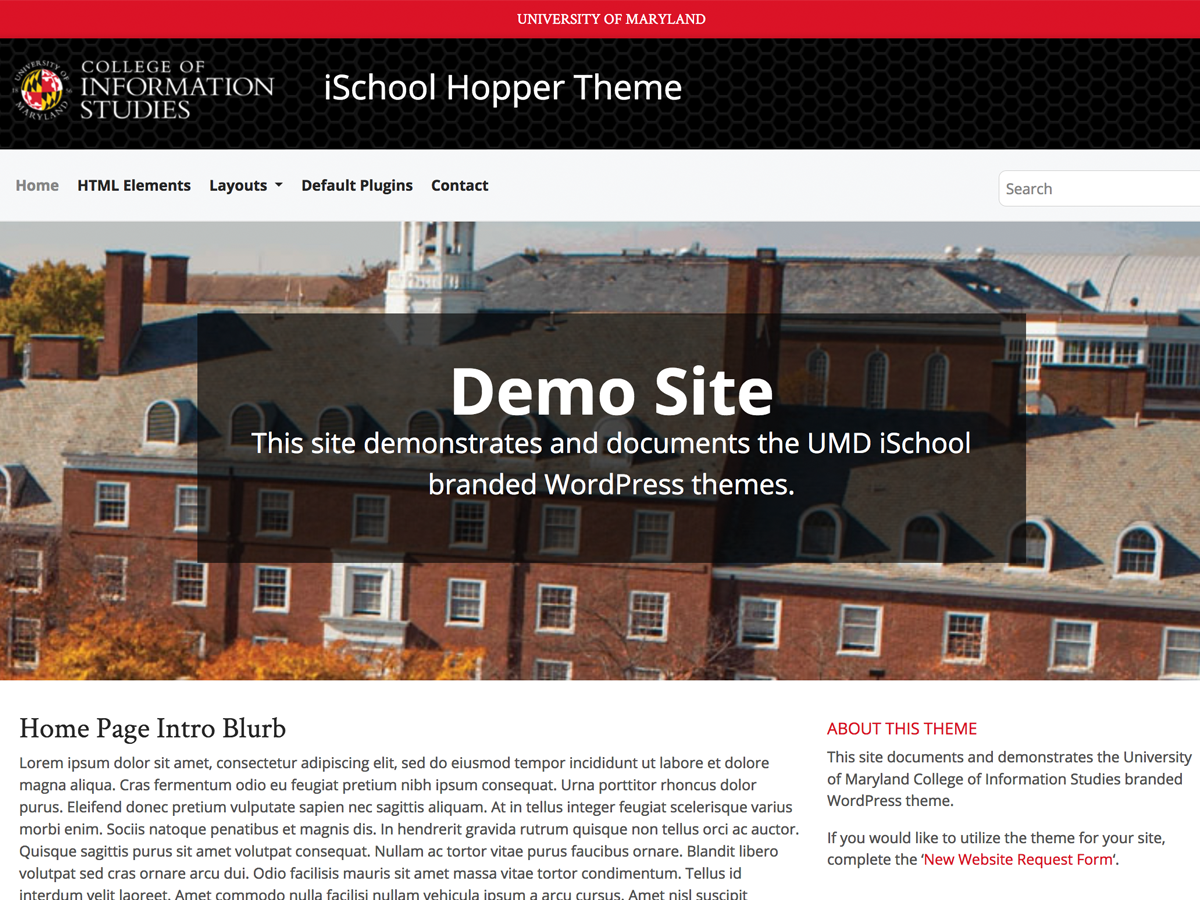 UNIVERSITY OF MARYLAND
UNIVERSITY OF
MARYLAND
18 56
COLLEGE OF
INFORMATION
STUDIES
iSchool Hopper Theme
Home HTML Elements Layouts Default Plugins Contact
Search
Demo Site
This site demonstrates and documents the UMD iSchool
branded WordPress themes.
Home Page Intro Blurb
Lorem ipsum dolor sit amet, consectetur adipiscing elit, sed do eiusmod tempor incididunt ut labore et dolore
magna aliqua. Cras fermentum odio eu feugiat pretium nibh ipsum consequat. Urna porttitor rhoncus dolor
purus. Eleifend donec pretium vulputate sapien nec sagittis aliquam. At in tellus integer feugiat scelerisque varius
morbi enim. Sociis natoque penatibus et magnis dis. In hendrerit gravida rutrum quisque non tellus orci ac auctor.
Quisque sagittis purus sit amet volutpat consequat. Nullam ac tortor vitae purus faucibus ornare. Blandit libero
volutpat sed cras ornare arcu dui. Odio facilisis mauris sit amet massa vitae tortor condimentum. Tellus id
interdum velit laoreet. Amet commodo nulla facilisi nullam vehicula ipsum a arcu cursus. Amet nisl suscipit
ABOUT THIS THEME
This site documents and demonstrates the University
of Maryland College of Information Studies branded
WordPress theme.
If you would like to utilize the theme for your site,
complete the ‘New Website Request Form‘.